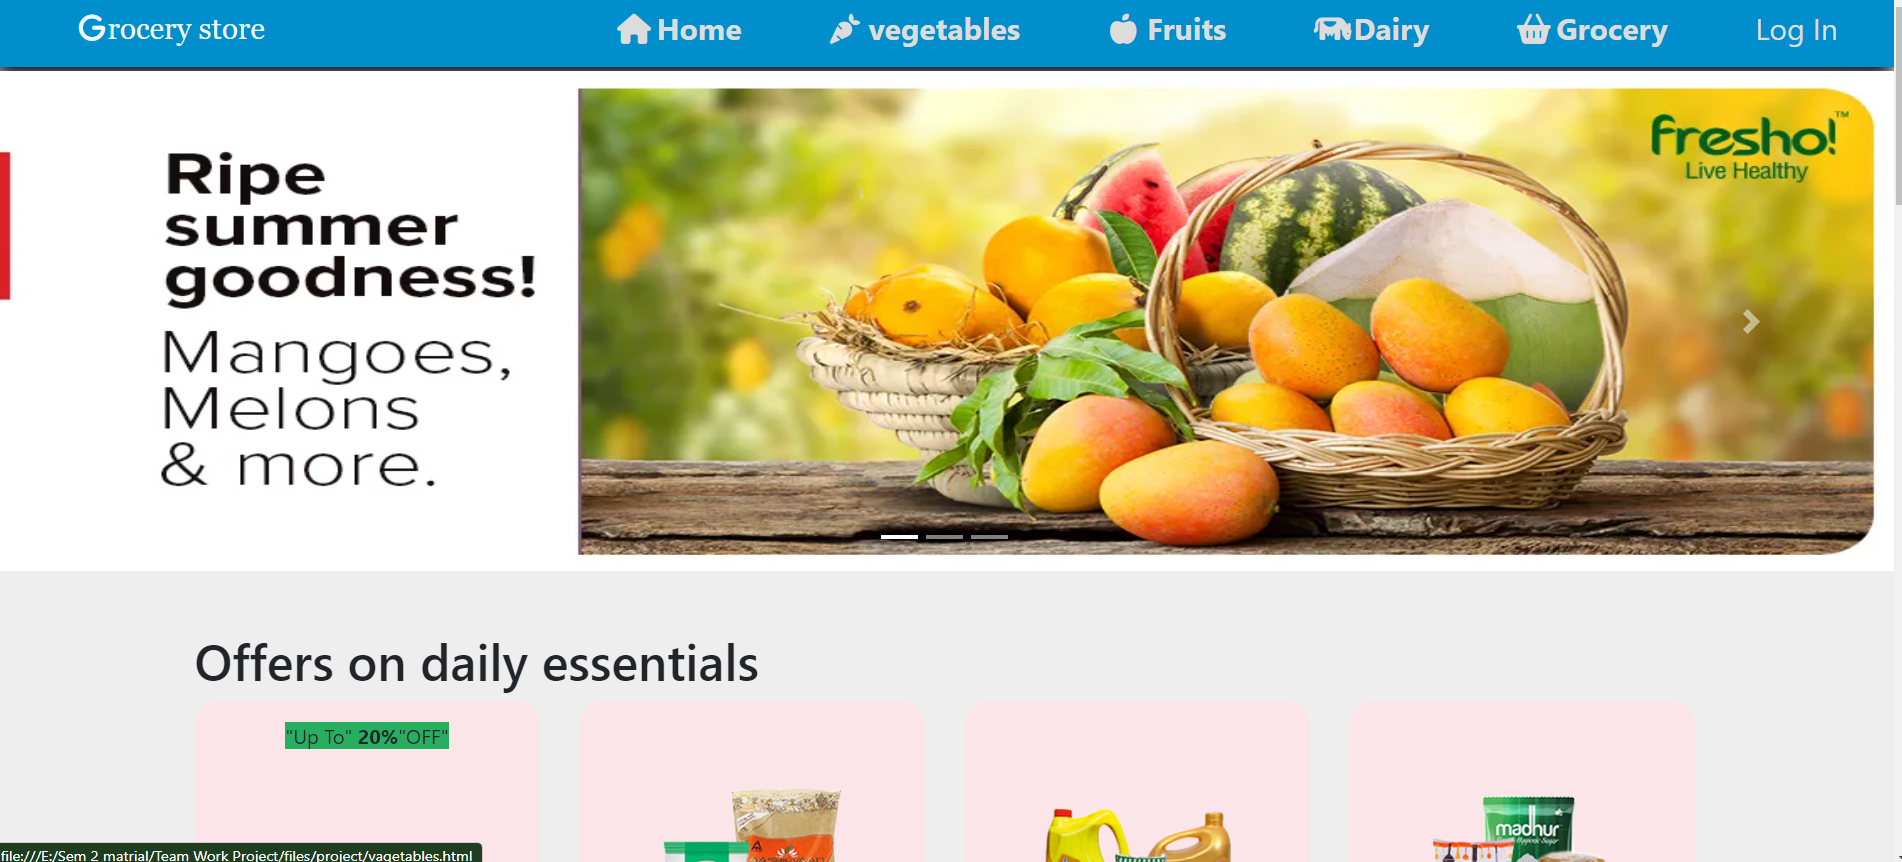 Grocery store
Home
vegetables
Fruits
Dairy
Grocery
Log In
Ripe
summer
goodness!
Mangoes,
Melons
& more.
fresho!™
Live Healthy
Offers on daily essentials
"Up To" 20%"OFF"
madhur
file:///E:/Sem 2 matrial/Team Work Project/files/project/vagetables.html